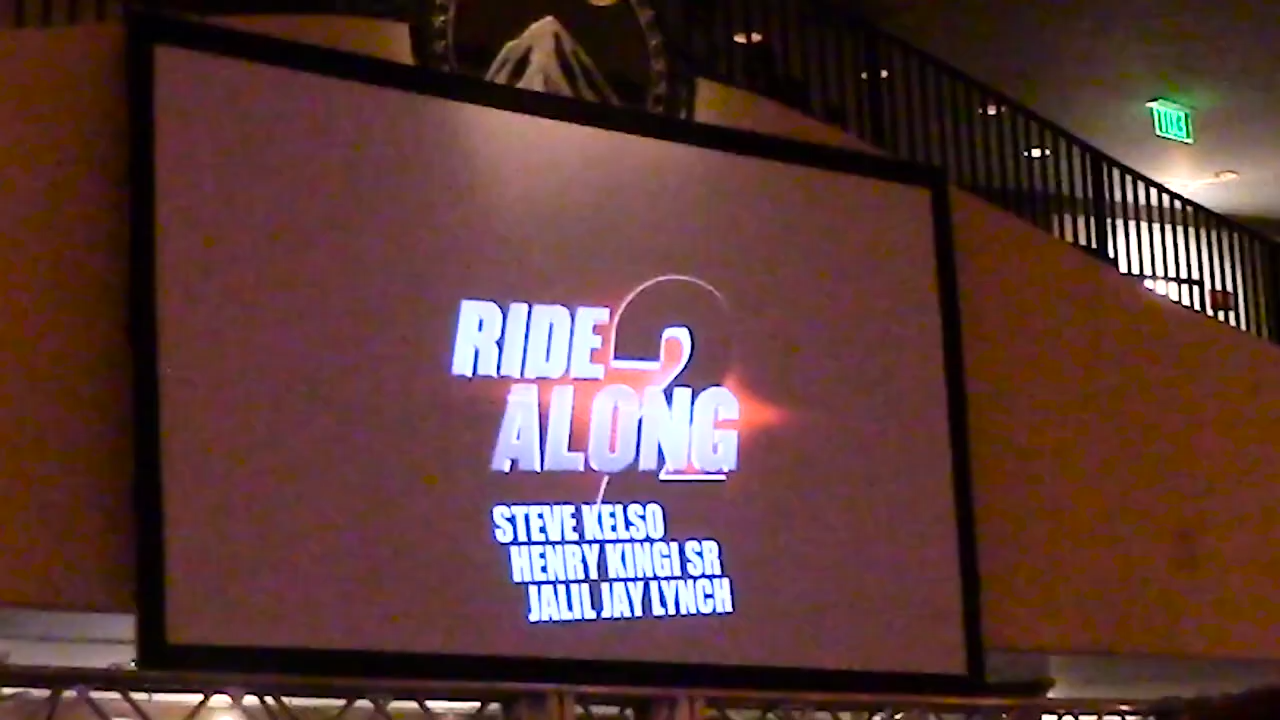 RIDE
ALONG 2
STEVE KELSO
HENRY KINGI SR
JALIL JAY LYNCH